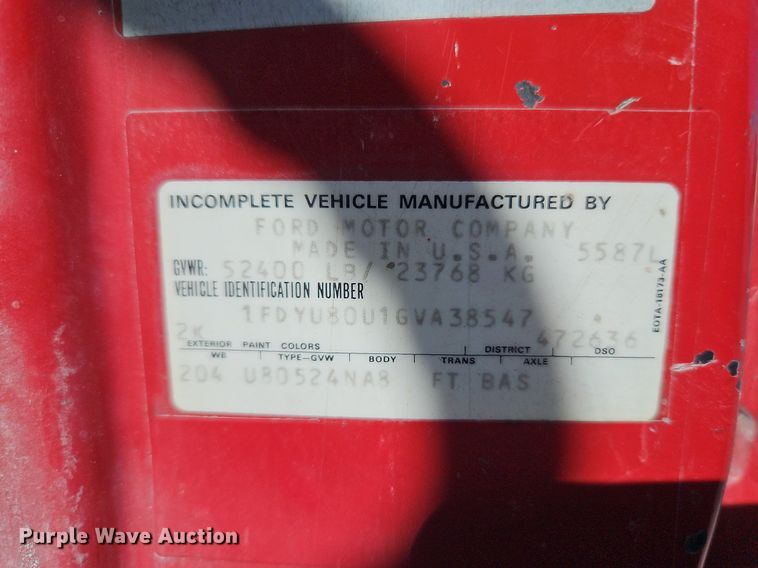 INCOMPLETE VEHICLE MANUFACTURED BY
FORD MOTOR COMPANY
MADE IN U.S.A. 5587L
GVWR: 52400 LB/ 23768 KG
VEHICLE IDENTIFICATION NUMBER
1FDYU80U1GVA38547
2K 472636
EXTERIOR PAINT COLORS DISTRICT DSO
WB TYPE-GVW BODY TRANS AXLE
204 U80524NA8 FT BAS
EOTA-18173-AA
Purple Wave Auction